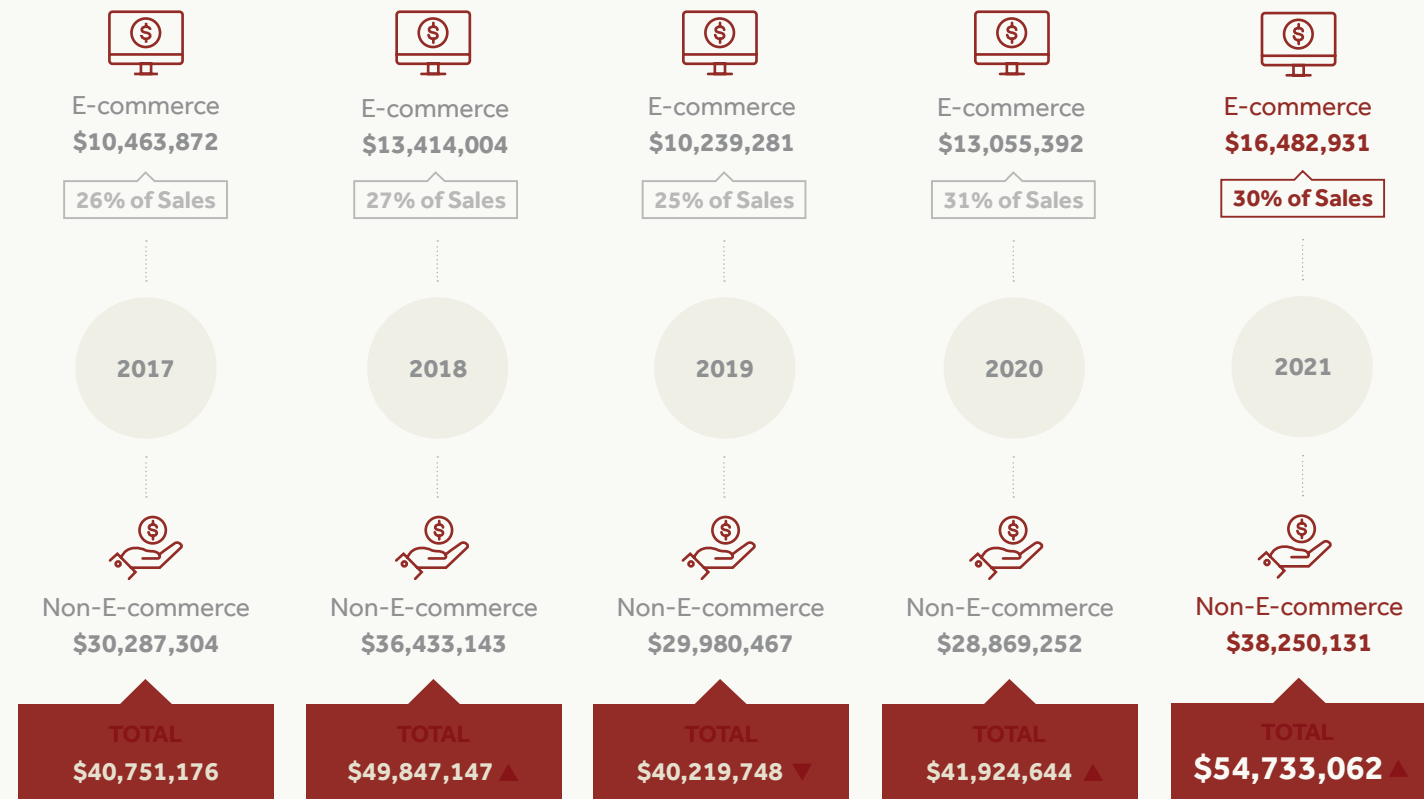 E-commerce
$10,463,872
26% of Sales
2017
Non-E-commerce
$30,287,304
TOTAL
$40,751,176
E-commerce
$13,414,004
27% of Sales
2018
Non-E-commerce
$36,433,143
TOTAL
$49,847,147 ▲
E-commerce
$10,239,281
25% of Sales
2019
Non-E-commerce
$29,980,467
TOTAL
$40,219,748 ▼
E-commerce
$13,055,392
31% of Sales
2020
Non-E-commerce
$28,869,252
TOTAL
$41,924,644 ▲
E-commerce
$16,482,931
30% of Sales
2021
Non-E-commerce
$38,250,131
TOTAL
$54,733,062 ▲